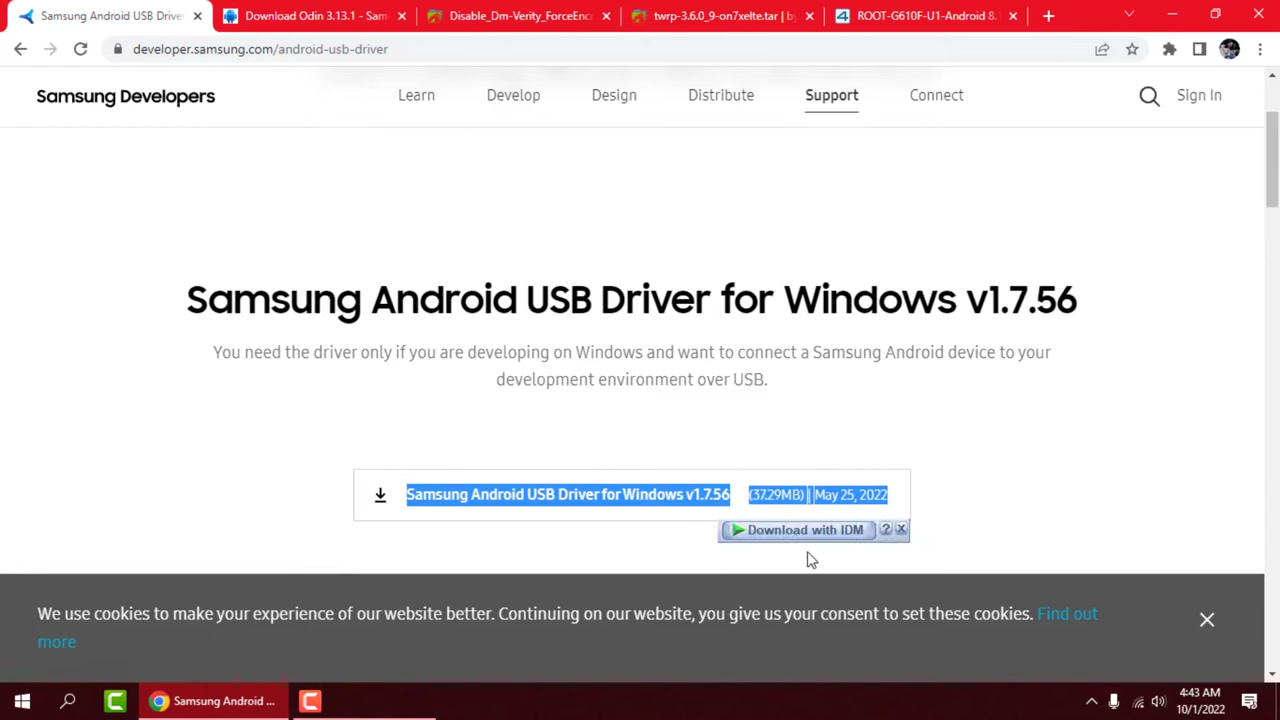 Samsung Android USB Drive
Download Odin 3.13.1 - Sam
Disable_Dm-Verity_ForceEnc
twrp-3.6.0_9-on7xelte.tar | by
ROOT-G610F-U1-Android 8.
developer.samsung.com/android-usb-driver
Samsung Developers
Learn
Develop
Design
Distribute
Support
Connect
Sign In
Samsung Android USB Driver for Windows v1.7.56
You need the driver only if you are developing on Windows and want to connect a Samsung Android device to your
development environment over USB.
Samsung Android USB Driver for Windows v1.7.56 (37.29MB) | May 25, 2022
Download with IDM
We use cookies to make your experience of our website better. Continuing on our website, you give us your consent to set these cookies. Find out
more
Samsung Android ...
4:43 AM
10/1/2022